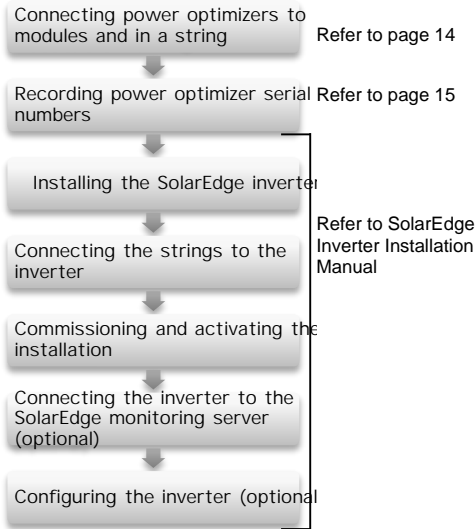 Connecting power optimizers to
modules and in a string
Refer to page 14
Recording power optimizer serial
numbers
Refer to page 15
Installing the SolarEdge inverter
Connecting the strings to the
inverter
Refer to SolarEdge
Inverter Installation
Manual
Commissioning and activating the
installation
Connecting the inverter to the
SolarEdge monitoring server
(optional)
Configuring the inverter (optional